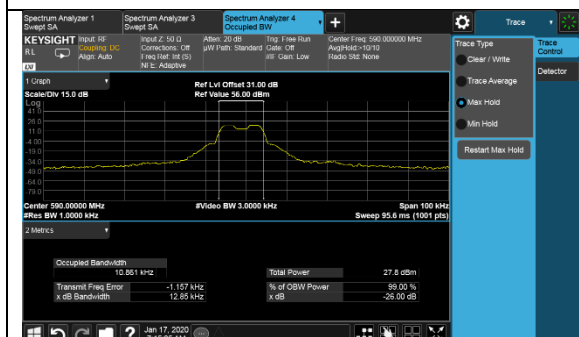 Spectrum Analyzer 1
Swept SA
Spectrum Analyzer 3
Swept SA
Spectrum Analyzer 4
Occupied BW
Trace
KEYSIGHT
RL
Input: RF
Coupling: DC
Align: Auto
Input Z: 50 Ω
Corrections: Off
Freq Ref: Int (S)
NFE: Adaptive
Atten: 20 dB
µW Path: Standard
Trig: Free Run
Gate: Off
#IF Gain: Low
Center Freq: 590.000000 MHz
Avg|Hold:>10/10
Radio Std: None
Trace Type
Clear / Write
Trace Average
Max Hold
Min Hold
Restart Max Hold
Trace Control
Detector
1 Graph
Scale/Div 15.0 dB
Ref Lvl Offset 31.00 dB
Ref Value 56.00 dBm
Log
41.0
26.0
11.0
-4.00
-19.0
-34.0
-49.0
-64.0
-79.0
Center 590.00000 MHz
#Res BW 1.0000 kHz
#Video BW 3.0000 kHz
Span 100 kHz
Sweep 95.6 ms (1001 pts)
2 Metrics
Occupied Bandwidth
10.861 kHz
Total Power 27.8 dBm
Transmit Freq Error -1.157 kHz
% of OBW Power 99.00 %
x dB Bandwidth 12.85 kHz
x dB -26.00 dB
Jan 17, 2020